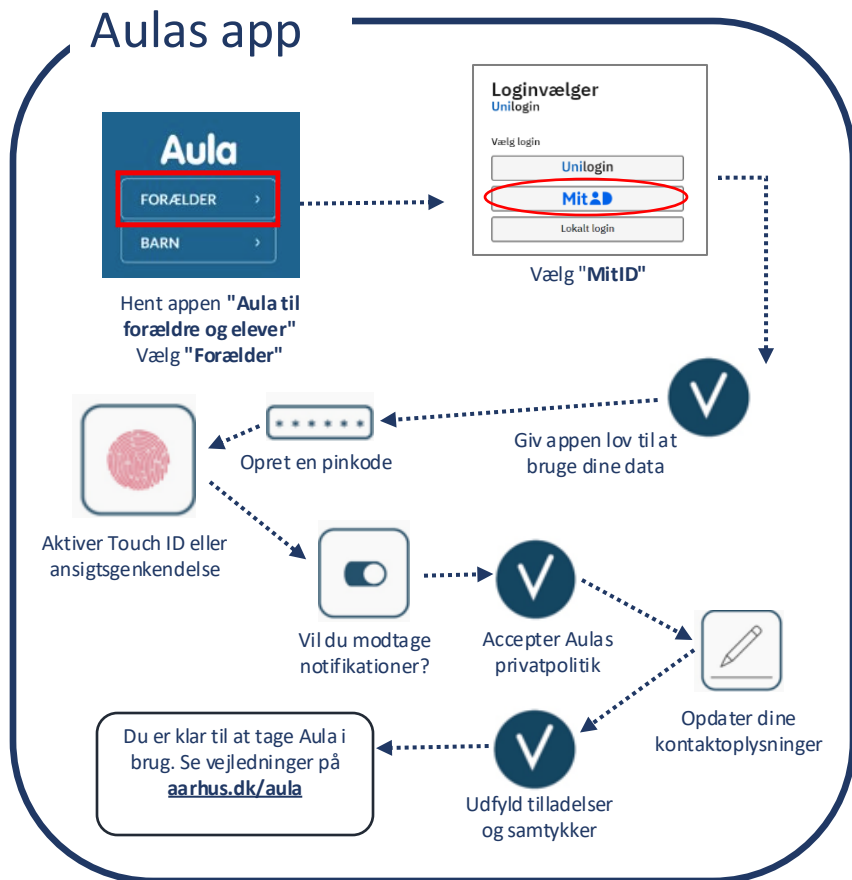 Aulas app
Aula
FORÆLDER
BARN
Hent appen "Aula til
forældre og elever"
Vælg "Forælder"
Loginvælger
Unilogin
Vælg login
Unilogin
MitID
Lokalt login
Vælg "MitID"
Giv appen lov til at
bruge dine data
******
Opret en pinkode
Aktiver Touch ID eller
ansigtsgenkendelse
Vil du modtage
notifikationer?
Accepter Aulas
privatpolitik
Opdater dine
kontaktoplysninger
Udfyld tilladelser
og samtykker
Du er klar til at tage Aula i
brug. Se vejledninger på
aarhus.dk/aula